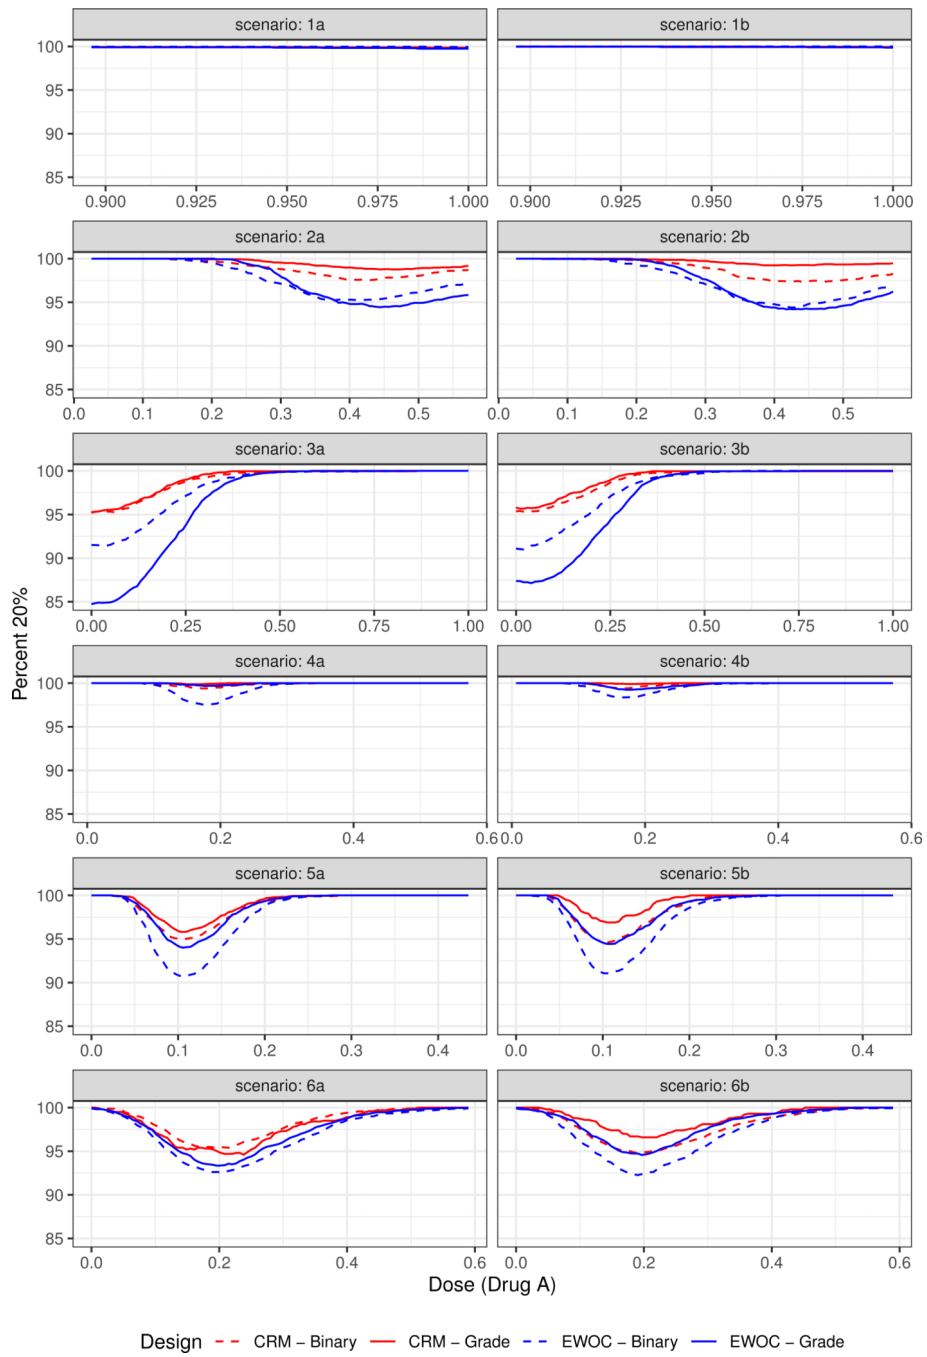 scenario: 1a
scenario: 1b
100
95
90
85
0.900 0.925 0.950 0.975 1.000
0.900 0.925 0.950 0.975 1.000
scenario: 2a
scenario: 2b
100
95
90
85
0.0 0.1 0.2 0.3 0.4 0.5
0.0 0.1 0.2 0.3 0.4 0.5
scenario: 3a
scenario: 3b
100
95
90
85
0.00 0.25 0.50 0.75 1.00
0.00 0.25 0.50 0.75 1.00
Percent 20%
scenario: 4a
scenario: 4b
100
95
90
85
0.0 0.2 0.4 0.6
0.0 0.2 0.4 0.6
scenario: 5a
scenario: 5b
100
95
90
85
0.0 0.1 0.2 0.3 0.4
0.0 0.1 0.2 0.3 0.4
scenario: 6a
scenario: 6b
100
95
90
85
0.0 0.2 0.4 0.6
0.0 0.2 0.4 0.6
Dose (Drug A)
Design CRM − Binary CRM − Grade EWOC − Binary EWOC − Grade